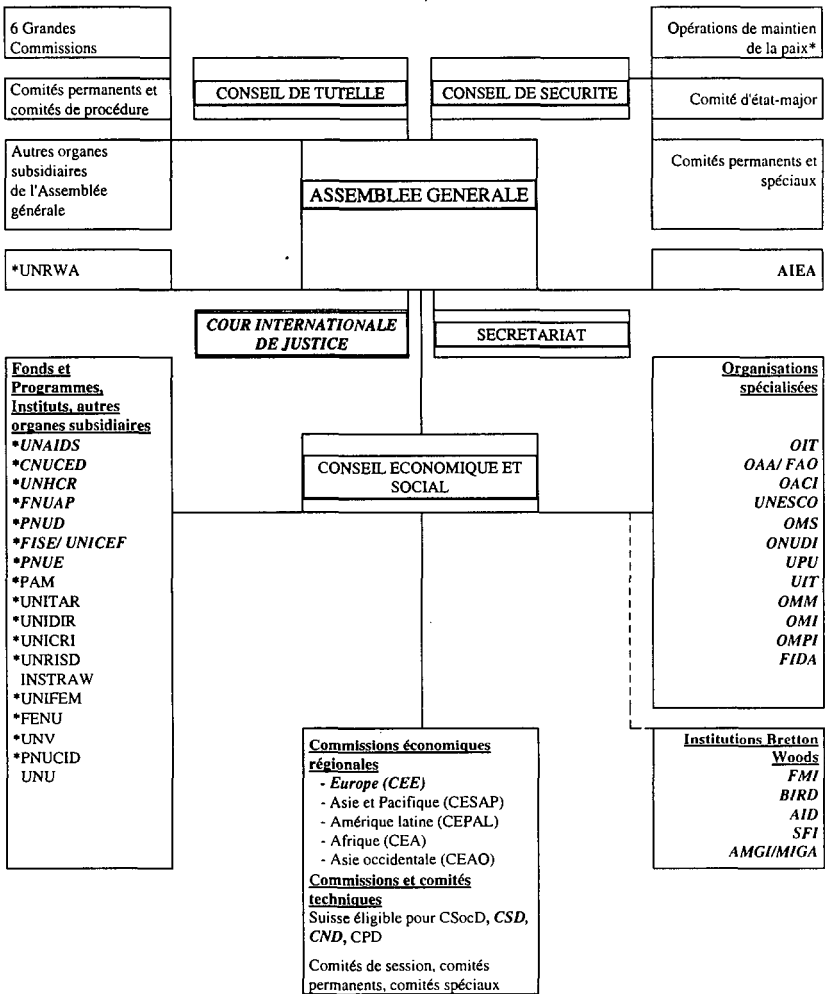 6 Grandes
Commissions
Comités permanents et
comités de procédure
Autres organes
subsidiaires
de l'Assemblée
générale
*UNRWA
CONSEIL DE TUTELLE
CONSEIL DE SECURITE
Opérations de maintien
de la paix*
Comité d'état-major
Comités permanents et
spéciaux
AIEA
ASSEMBLEE GENERALE
COUR INTERNATIONALE
DE JUSTICE
SECRETARIAT
Fonds et
Programmes,
Instituts, autres
organes subsidiaires
*UNAIDS
*CNUCED
*UNHCR
*FNUAP
*PNUD
*FISE/ UNICEF
*PNUE
*PAM
*UNITAR
*UNIDIR
*UNICRI
*UNRISD
INSTRAW
*UNIFEM
*FENU
*UNV
*PNUCID
UNU
CONSEIL ECONOMIQUE ET
SOCIAL
Organisations
spécialisées
OIT
OAA/ FAO
OACI
UNESCO
OMS
ONUDI
UPU
UIT
OMM
OMI
OMPI
FIDA
Commissions économiques
régionales
- Europe (CEE)
- Asie et Pacifique (CESAP)
- Amérique latine (CEPAL)
- Afrique (CEA)
- Asie occidentale (CEAO)
Commissions et comités
techniques
Suisse éligible pour CSocD, CSD,
CND, CPD
Comités de session, comités
permanents, comités spéciaux
Institutions Bretton
Woods
FMI
BIRD
AID
SFI
AMGI/MIGA